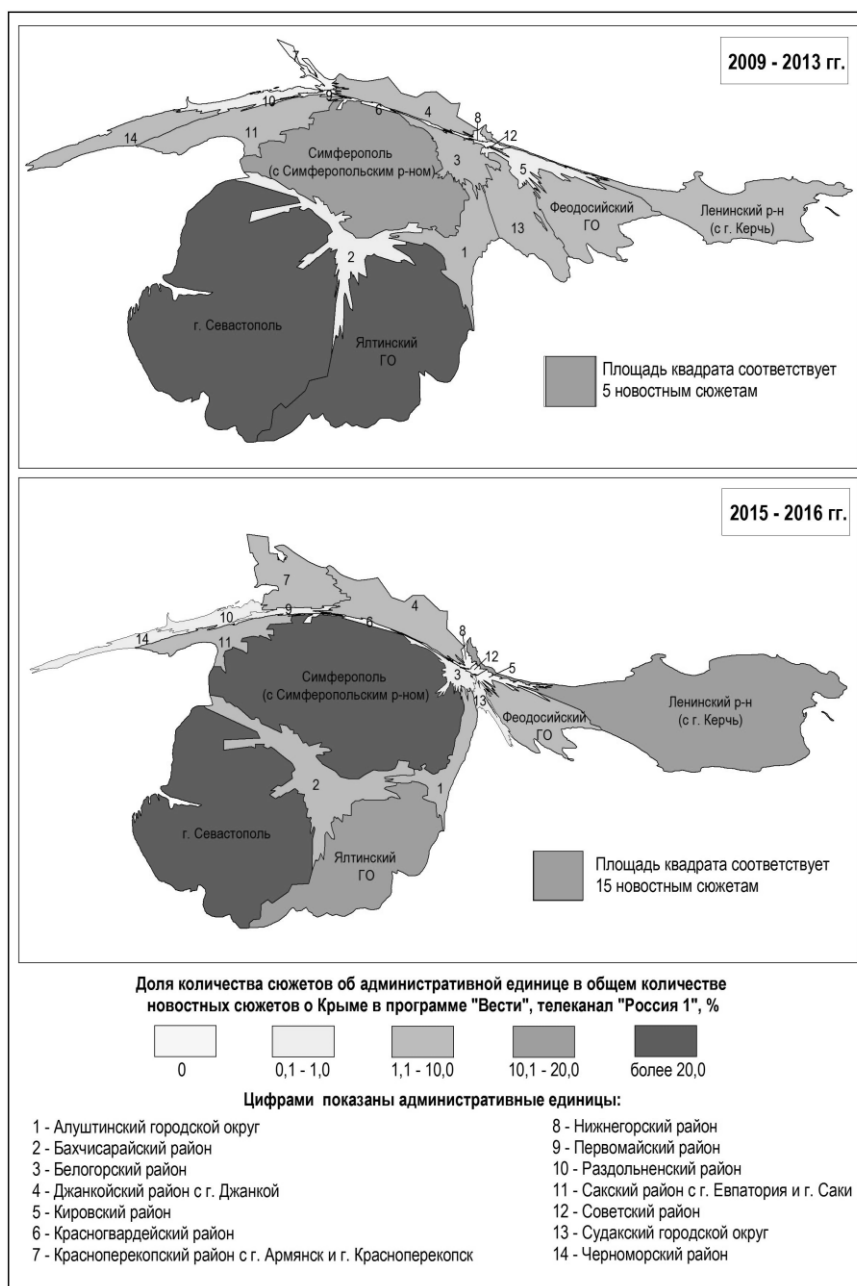 2009 - 2013 гг.
7
9
10
6
4
8
12
14
11
3
5
Симферополь
(с Симферопольским р-ном)
Феодосийский
ГО
Ленинский р-н
(с г. Керчь)
13
1
2
г. Севастополь
Ялтинский
ГО
Площадь квадрата соответствует
5 новостным сюжетам
2015 - 2016 гг.
7
9
10
6
4
8
12
14
11
3
5
13
Симферополь
(с Симферопольским р-ном)
Феодосийский
ГО
Ленинский р-н
(с г. Керчь)
2
1
г. Севастополь
Ялтинский
ГО
Площадь квадрата соответствует
15 новостным сюжетам
Доля количества сюжетов об административной единице в общем количестве
новостных сюжетов о Крыме в программе "Вести", телеканал "Россия 1", %
0
0,1 - 1,0
1,1 - 10,0
10,1 - 20,0
более 20,0
Цифрами показаны административные единицы:
1 - Алуштинский городской округ
2 - Бахчисарайский район
3 - Белогорский район
4 - Джанкойский район с г. Джанкой
5 - Кировский район
6 - Красногвардейский район
7 - Красноперекопский район с г. Армянск и г. Красноперекопск
8 - Нижнегорский район
9 - Первомайский район
10 - Раздольненский район
11 - Сакский район с г. Евпатория и г. Саки
12 - Советский район
13 - Судакский городской округ
14 - Черноморский район